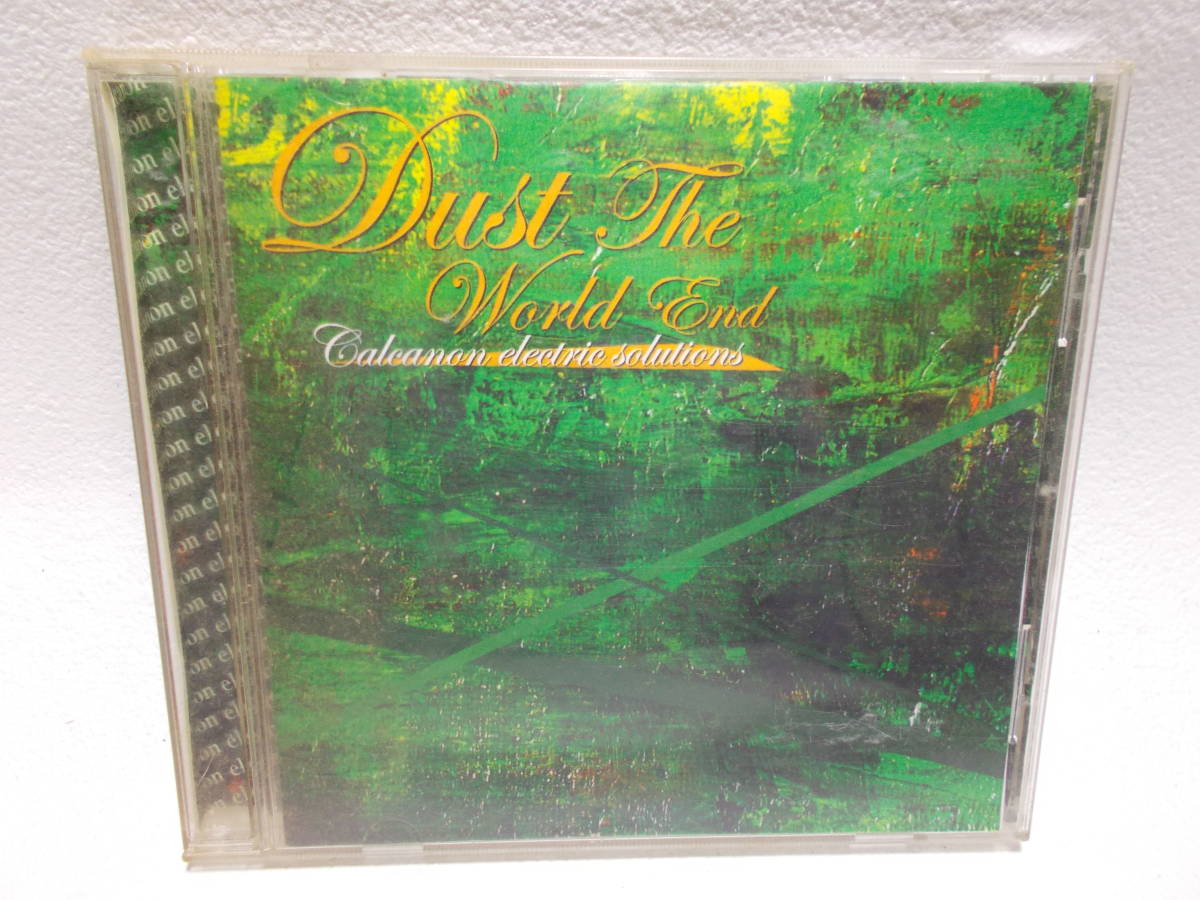 Dust The
World End
Calcanon electric solutions